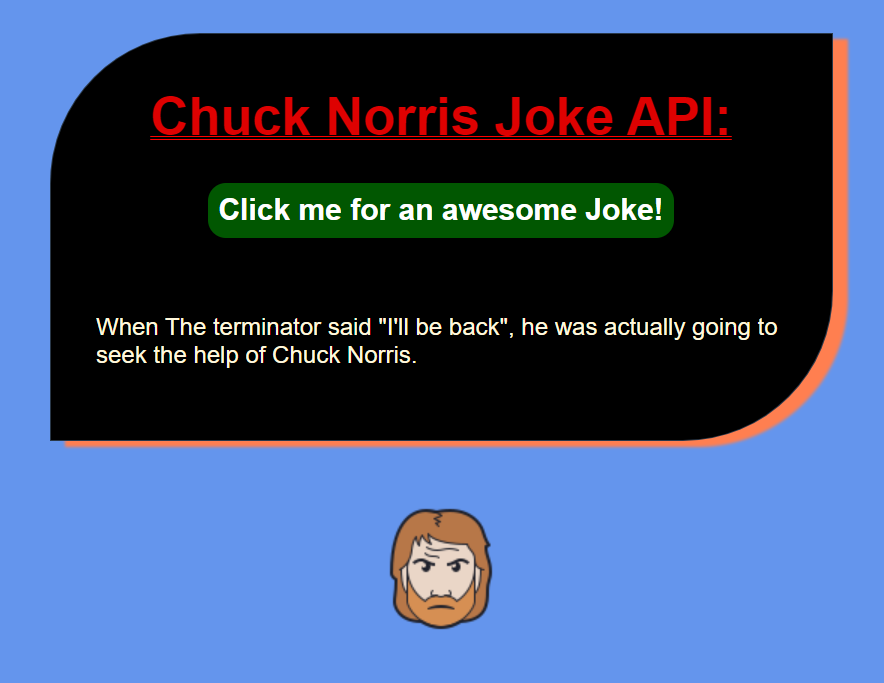 Chuck Norris Joke API:
Click me for an awesome Joke!
When The terminator said "I'll be back", he was actually going to
seek the help of Chuck Norris.